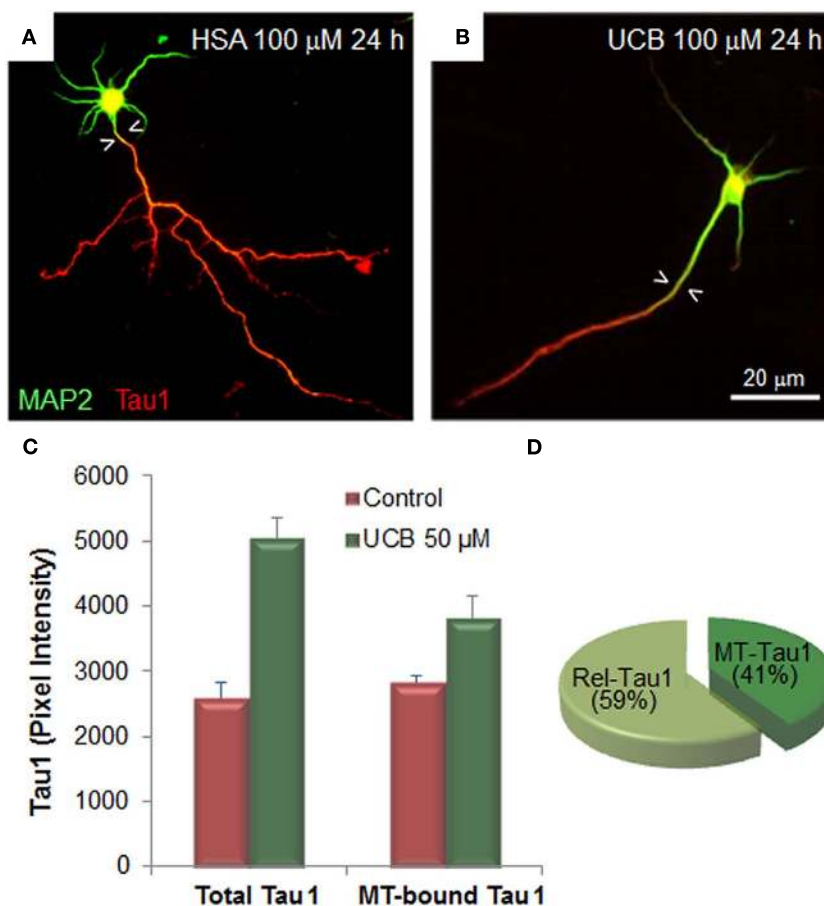 A
HSA 100 µM 24 h
MAP2 Tau1
B
UCB 100 µM 24 h
20 µm
C
6000
5000
4000
3000
2000
1000
0
Tau1 (Pixel Intensity)
Control
UCB 50 µM
Total Tau1
MT-bound Tau1
D
Rel-Tau1
(59%)
MT-Tau1
(41%)